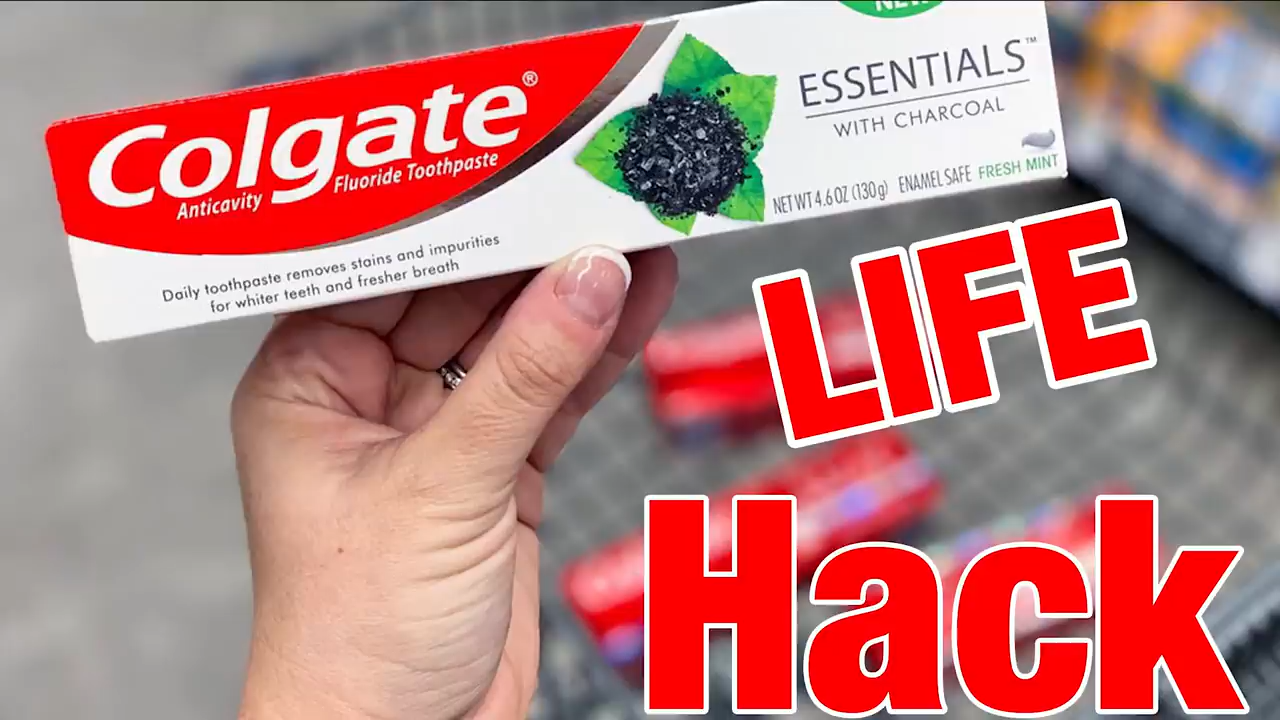 NEW
Colgate®
Anticavity Fluoride Toothpaste
ESSENTIALS™
WITH CHARCOAL
NET WT 4.6 OZ (130g) ENAMEL SAFE FRESH MINT
Daily toothpaste removes stains and impurities
for whiter teeth and fresher breath
LIFE
Hack